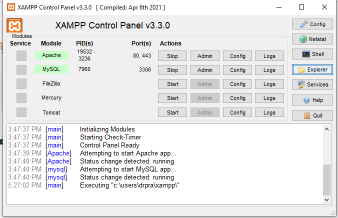 XAMPP Control Panel v3.3.0 [ Compiled: Apr 6th 2021 ]
XAMPP Control Panel v3.3.0
Config
Modules
Service Module PID(s) Port(s) Actions
Netstat
Apache 19532 3236 80, 443 Stop Admin Config Logs
Shell
MySQL 7960 3306 Stop Admin Config Logs
Explorer
FileZilla Start Admin Config Logs
Services
Mercury Start Admin Config Logs
Help
Tomcat Start Admin Config Logs
Quit
3:47:37 PM [main] Initializing Modules
3:47:37 PM [main] Starting Check-Timer
3:47:37 PM [main] Control Panel Ready
3:47:39 PM [Apache] Attempting to start Apache app...
3:47:40 PM [Apache] Status change detected: running
3:47:40 PM [mysql] Attempting to start MySQL app...
3:47:40 PM [mysql] Status change detected: running
5:27:02 PM [main] Executing "c:\users\drpra\xampp\"